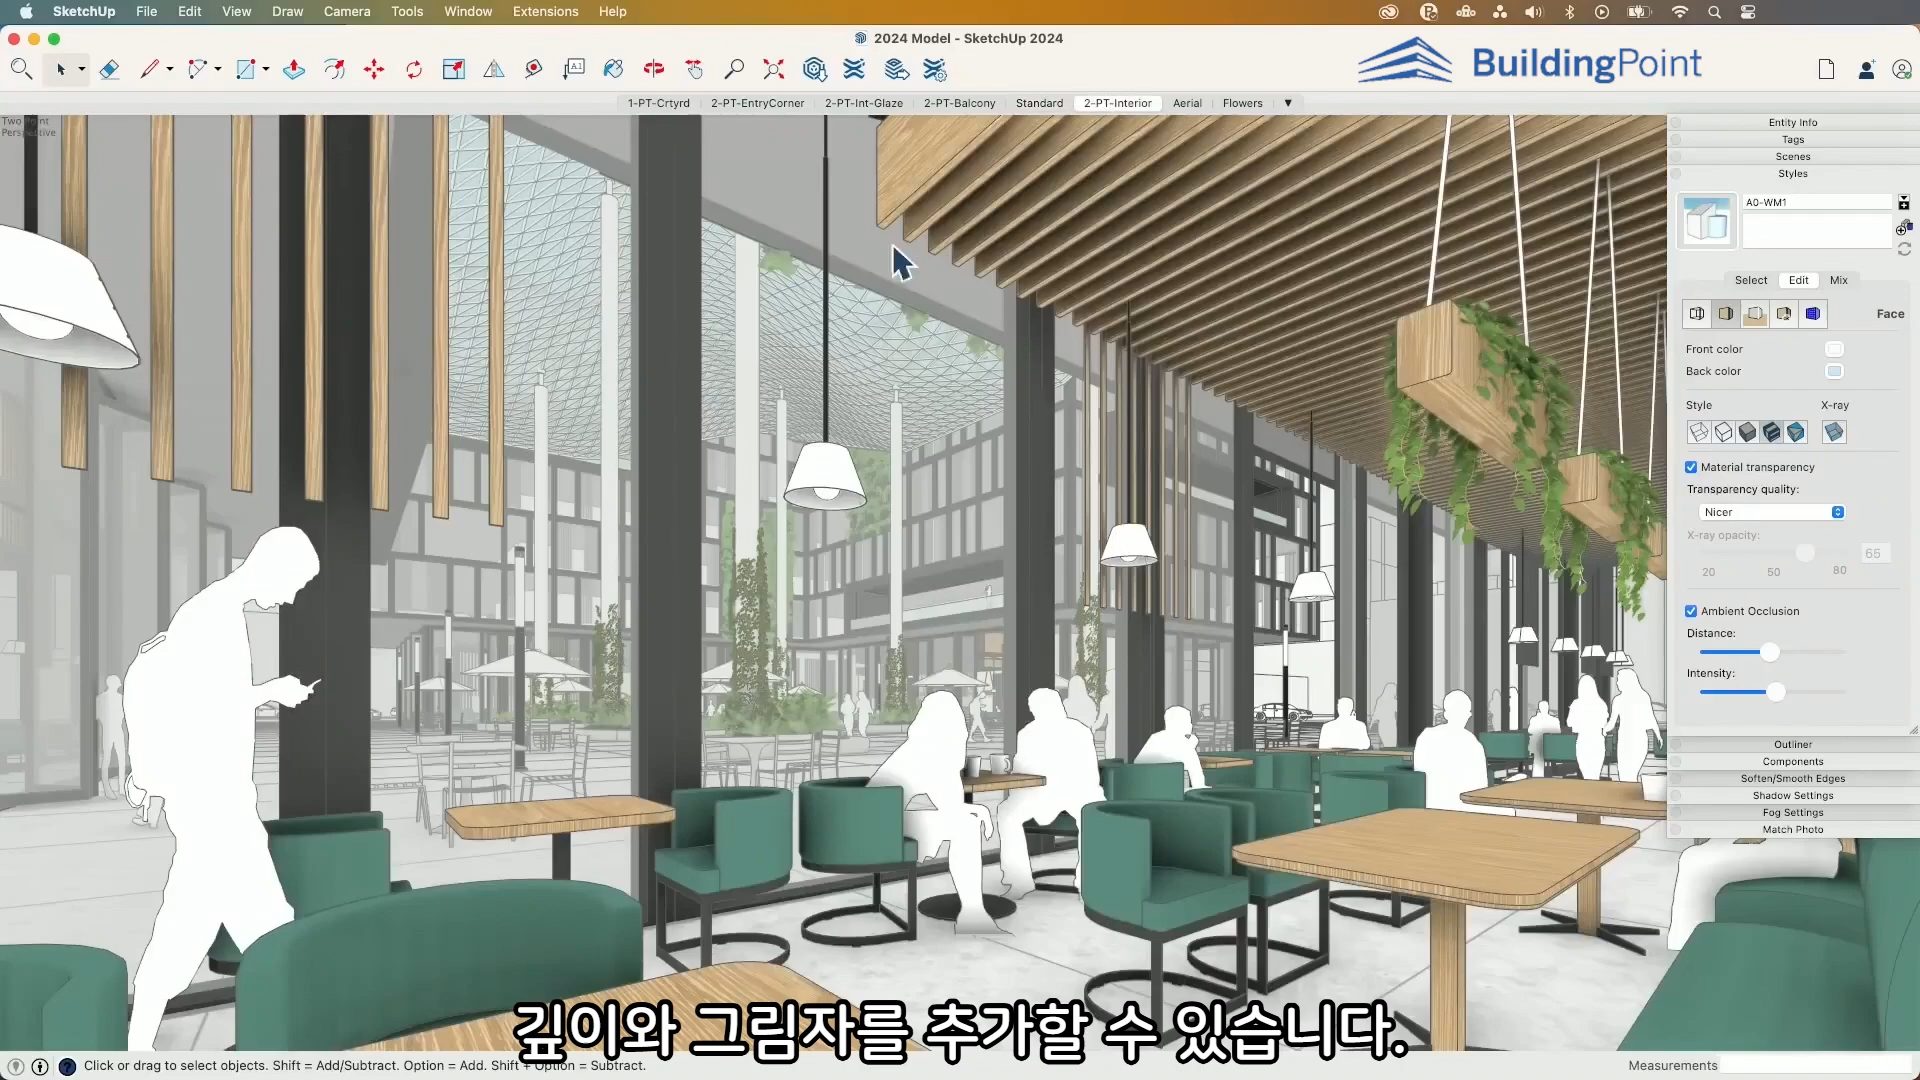 SketchUp File Edit View Draw Camera Tools Window Extensions Help
2024 Model - SketchUp 2024
BuildingPoint
A1
1-PT-Crtyrd 2-PT-EntryCorner 2-PT-Int-Glaze 2-PT-Balcony Standard 2-PT-Interior Aerial Flowers
Two Point
Perspective
Entity Info
Tags
Scenes
Styles
A0-WM1
Select Edit Mix
Face
Front color
Back color
Style X-ray
Material transparency
Transparency quality:
Nicer
X-ray opacity:
65
20 50 80
Ambient Occlusion
Distance:
Intensity:
Outliner
Components
Soften/Smooth Edges
Shadow Settings
Fog Settings
Match Photo
깊이와 그림자를 추가할 수 있습니다.
Click or drag to select objects. Shift = Add/Subtract. Option = Add. Shift + Option = Subtract.
Measurements